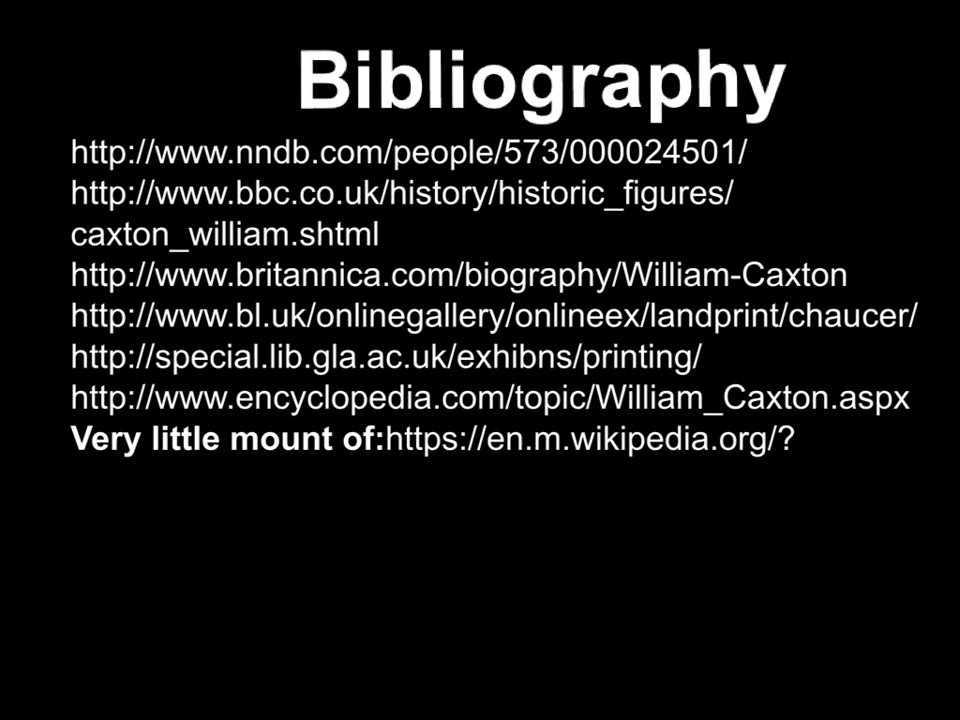 Bibliography
http://www.nndb.com/people/573/000024501/
http://www.bbc.co.uk/history/historic_figures/
caxton_william.shtml
http://www.britannica.com/biography/William-Caxton
http://www.bl.uk/onlinegallery/onlineex/landprint/chaucer/
http://special.lib.gla.ac.uk/exhibns/printing/
http://www.encyclopedia.com/topic/William_Caxton.aspx
Very little mount of:https://en.m.wikipedia.org/?